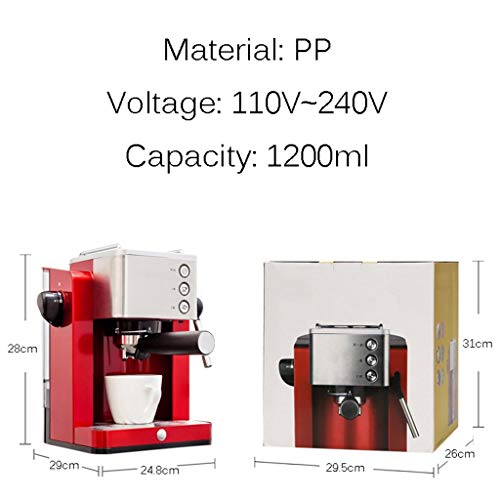 Material: PP
Voltage: 110V~240V
Capacity: 1200ml
28cm
29cm
24.8cm
31cm
26cm
29.5cm